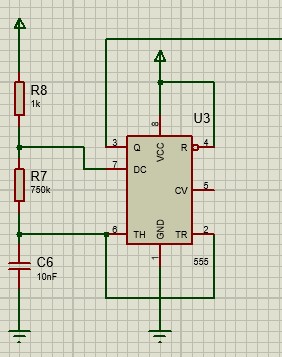 R8
1k
U3
8
VCC
3 Q
R 4
7 DC
R7
750k
CV 5
6 TH
GND
TR 2
C6
10nF
1
555